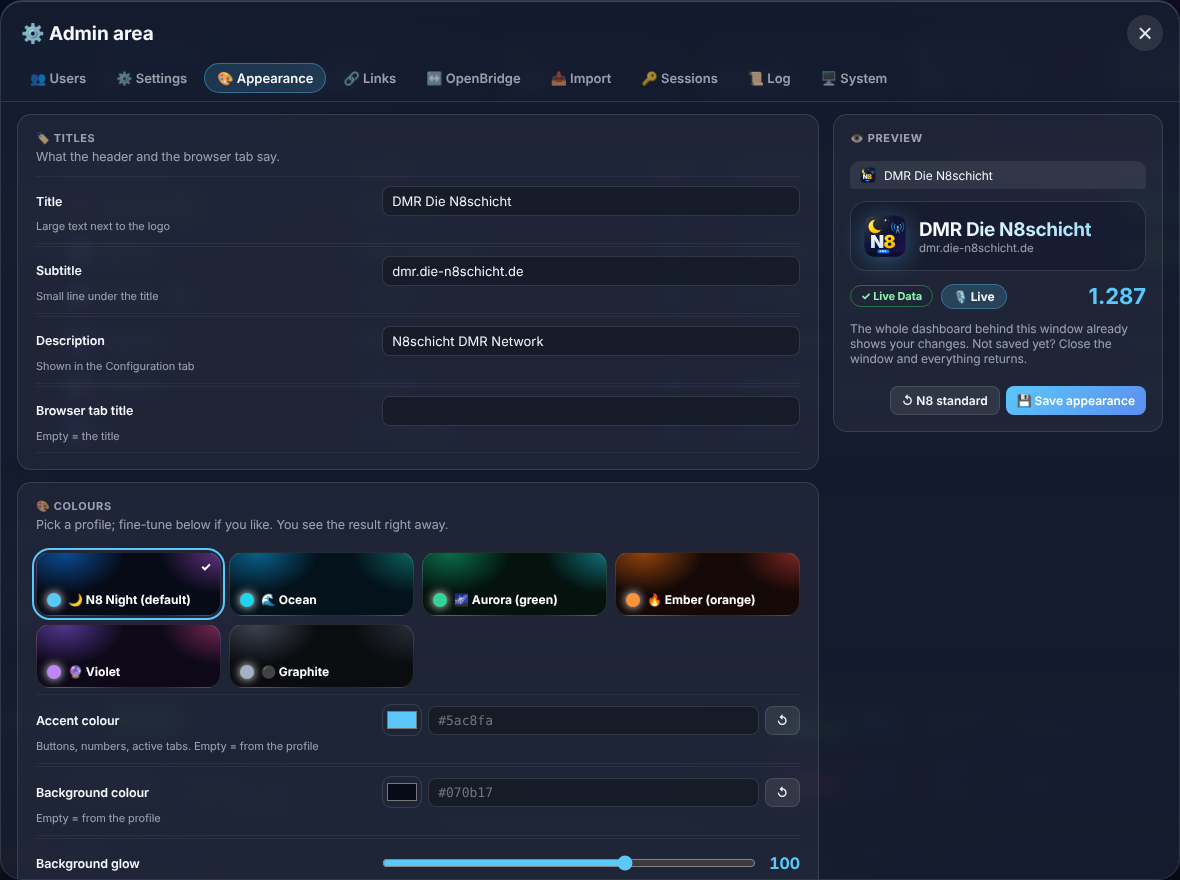 Admin area
Users
Settings
Appearance
Links
OpenBridge
Import
Sessions
Log
System
TITLES
What the header and the browser tab say.
Title
DMR Die N8schicht
Large text next to the logo
Subtitle
dmr.die-n8schicht.de
Small line under the title
Description
N8schicht DMR Network
Shown in the Configuration tab
Browser tab title
Empty = the title
COLOURS
Pick a profile; fine-tune below if you like. You see the result right away.
N8 Night (default)
Ocean
Aurora (green)
Ember (orange)
Violet
Graphite
Accent colour
#5ac8fa
Buttons, numbers, active tabs. Empty = from the profile
Background colour
#070b17
Empty = from the profile
Background glow
100
PREVIEW
DMR Die N8schicht
N8
DMR Die N8schicht
dmr.die-n8schicht.de
Live Data
Live
1.287
The whole dashboard behind this window already
shows your changes. Not saved yet? Close the
window and everything returns.
N8 standard
Save appearance